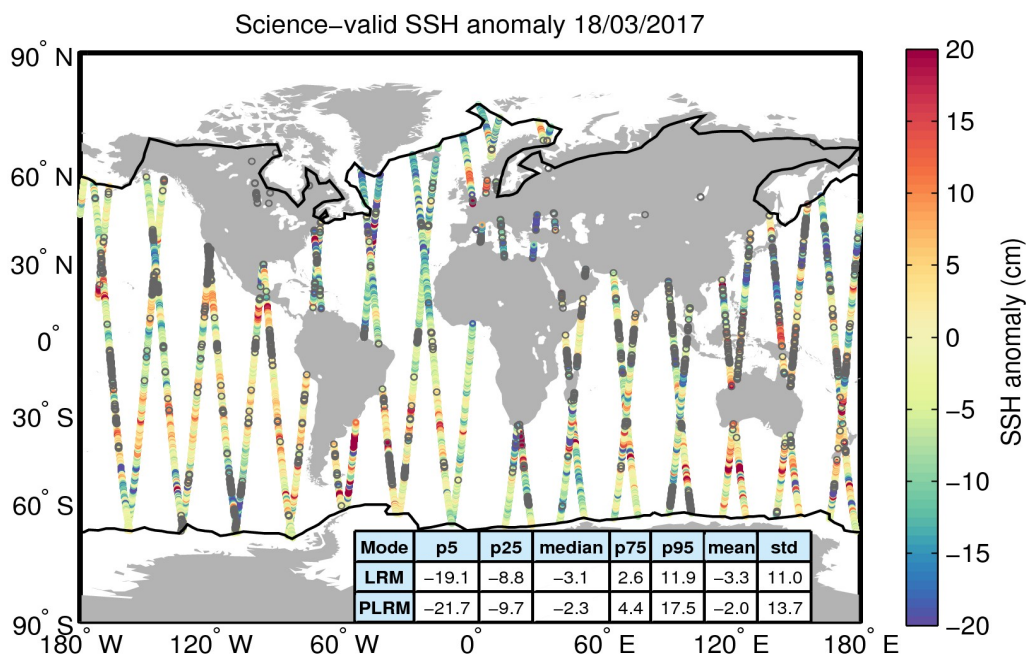 Science−valid SSH anomaly 18/03/2017
90° N
60° N
30° N
0°
30° S
60° S
90° S
180° W
120° W
60° W
0°
60° E
120° E
180° E
20
15
10
5
0
−5
−10
−15
−20
SSH anomaly (cm)
Mode p5 p25 median p75 p95 mean std
LRM −19.1 −8.8 −3.1 2.6 11.9 −3.3 11.0
PLRM −21.7 −9.7 −2.3 4.4 17.5 −2.0 13.7